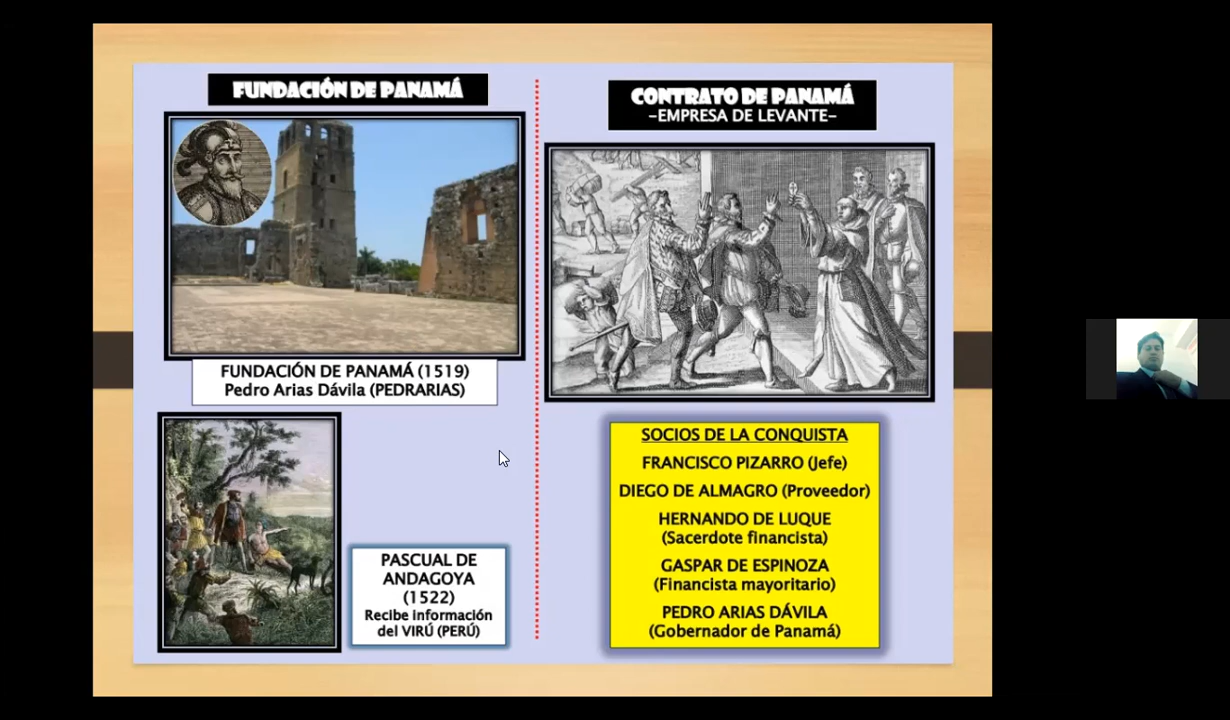 FUNDACIÓN DE PANAMÁ
FUNDACIÓN DE PANAMÁ (1519)
Pedro Arias Dávila (PEDRARIAS)
PASCUAL DE
ANDAGOYA
(1522)
Recibe información
del VIRÚ (PERÚ)
CONTRATO DE PANAMÁ
-EMPRESA DE LEVANTE-
SOCIOS DE LA CONQUISTA
FRANCISCO PIZARRO (Jefe)
DIEGO DE ALMAGRO (Proveedor)
HERNANDO DE LUQUE
(Sacerdote financista)
GASPAR DE ESPINOZA
(Financista mayoritario)
PEDRO ARIAS DÁVILA
(Gobernador de Panamá)